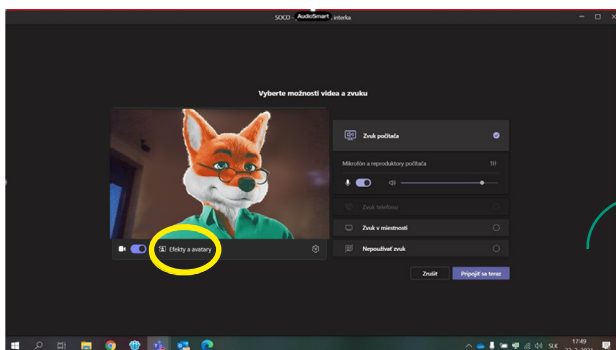 SOCO - AudioSmart, interka
Vyberte možnosti videa a zvuku
Zvuk počítača
Mikrofón a reproduktory počítača
Efekty a avatary
Zvuk telefónu
Zvuk v miestnosti
Nepoužívať zvuk
Zrušiť
Pripojiť sa teraz
SLK
17:49